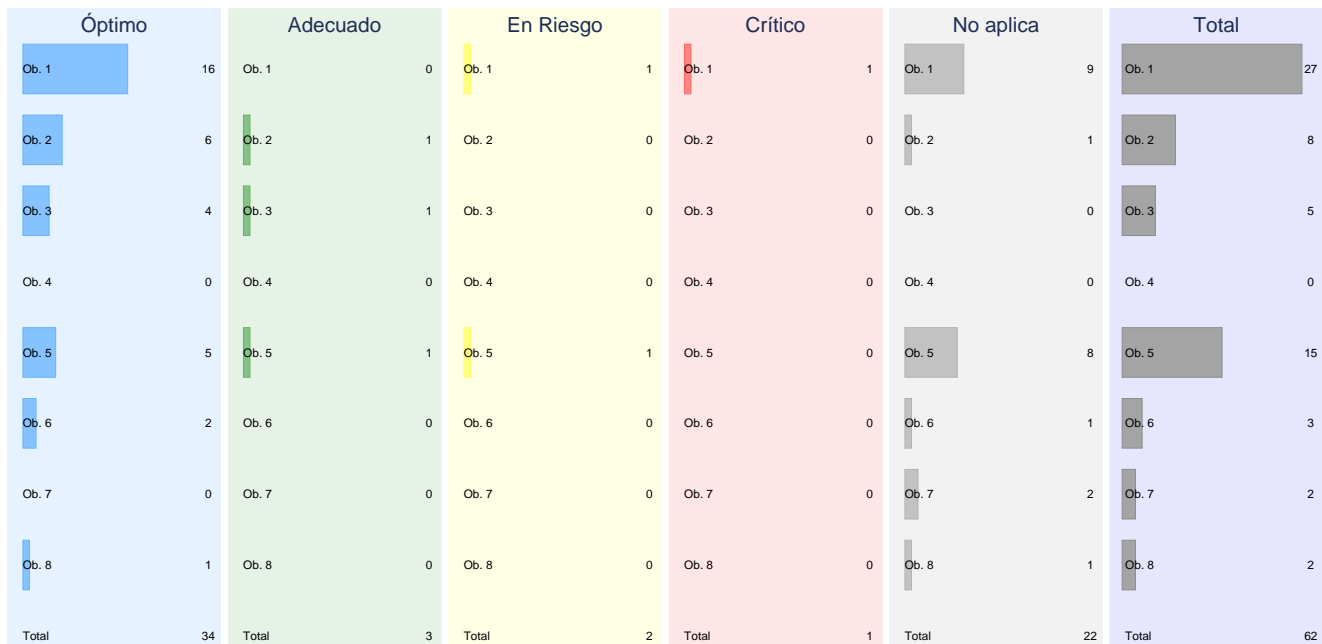 Óptimo Adecuado En Riesgo Crítico No aplica Total
Ob. 1 16 Ob. 1 0 Ob. 1 1 Ob. 1 1 Ob. 1 9 Ob. 1 27
Ob. 2 6 Ob. 2 1 Ob. 2 0 Ob. 2 0 Ob. 2 1 Ob. 2 8
Ob. 3 4 Ob. 3 1 Ob. 3 0 Ob. 3 0 Ob. 3 0 Ob. 3 5
Ob. 4 0 Ob. 4 0 Ob. 4 0 Ob. 4 0 Ob. 4 0 Ob. 4 0
Ob. 5 5 Ob. 5 1 Ob. 5 1 Ob. 5 0 Ob. 5 8 Ob. 5 15
Ob. 6 2 Ob. 6 0 Ob. 6 0 Ob. 6 0 Ob. 6 1 Ob. 6 3
Ob. 7 0 Ob. 7 0 Ob. 7 0 Ob. 7 0 Ob. 7 2 Ob. 7 2
Ob. 8 1 Ob. 8 0 Ob. 8 0 Ob. 8 0 Ob. 8 1 Ob. 8 2
Total 34 Total 3 Total 2 Total 1 Total 22 Total 62